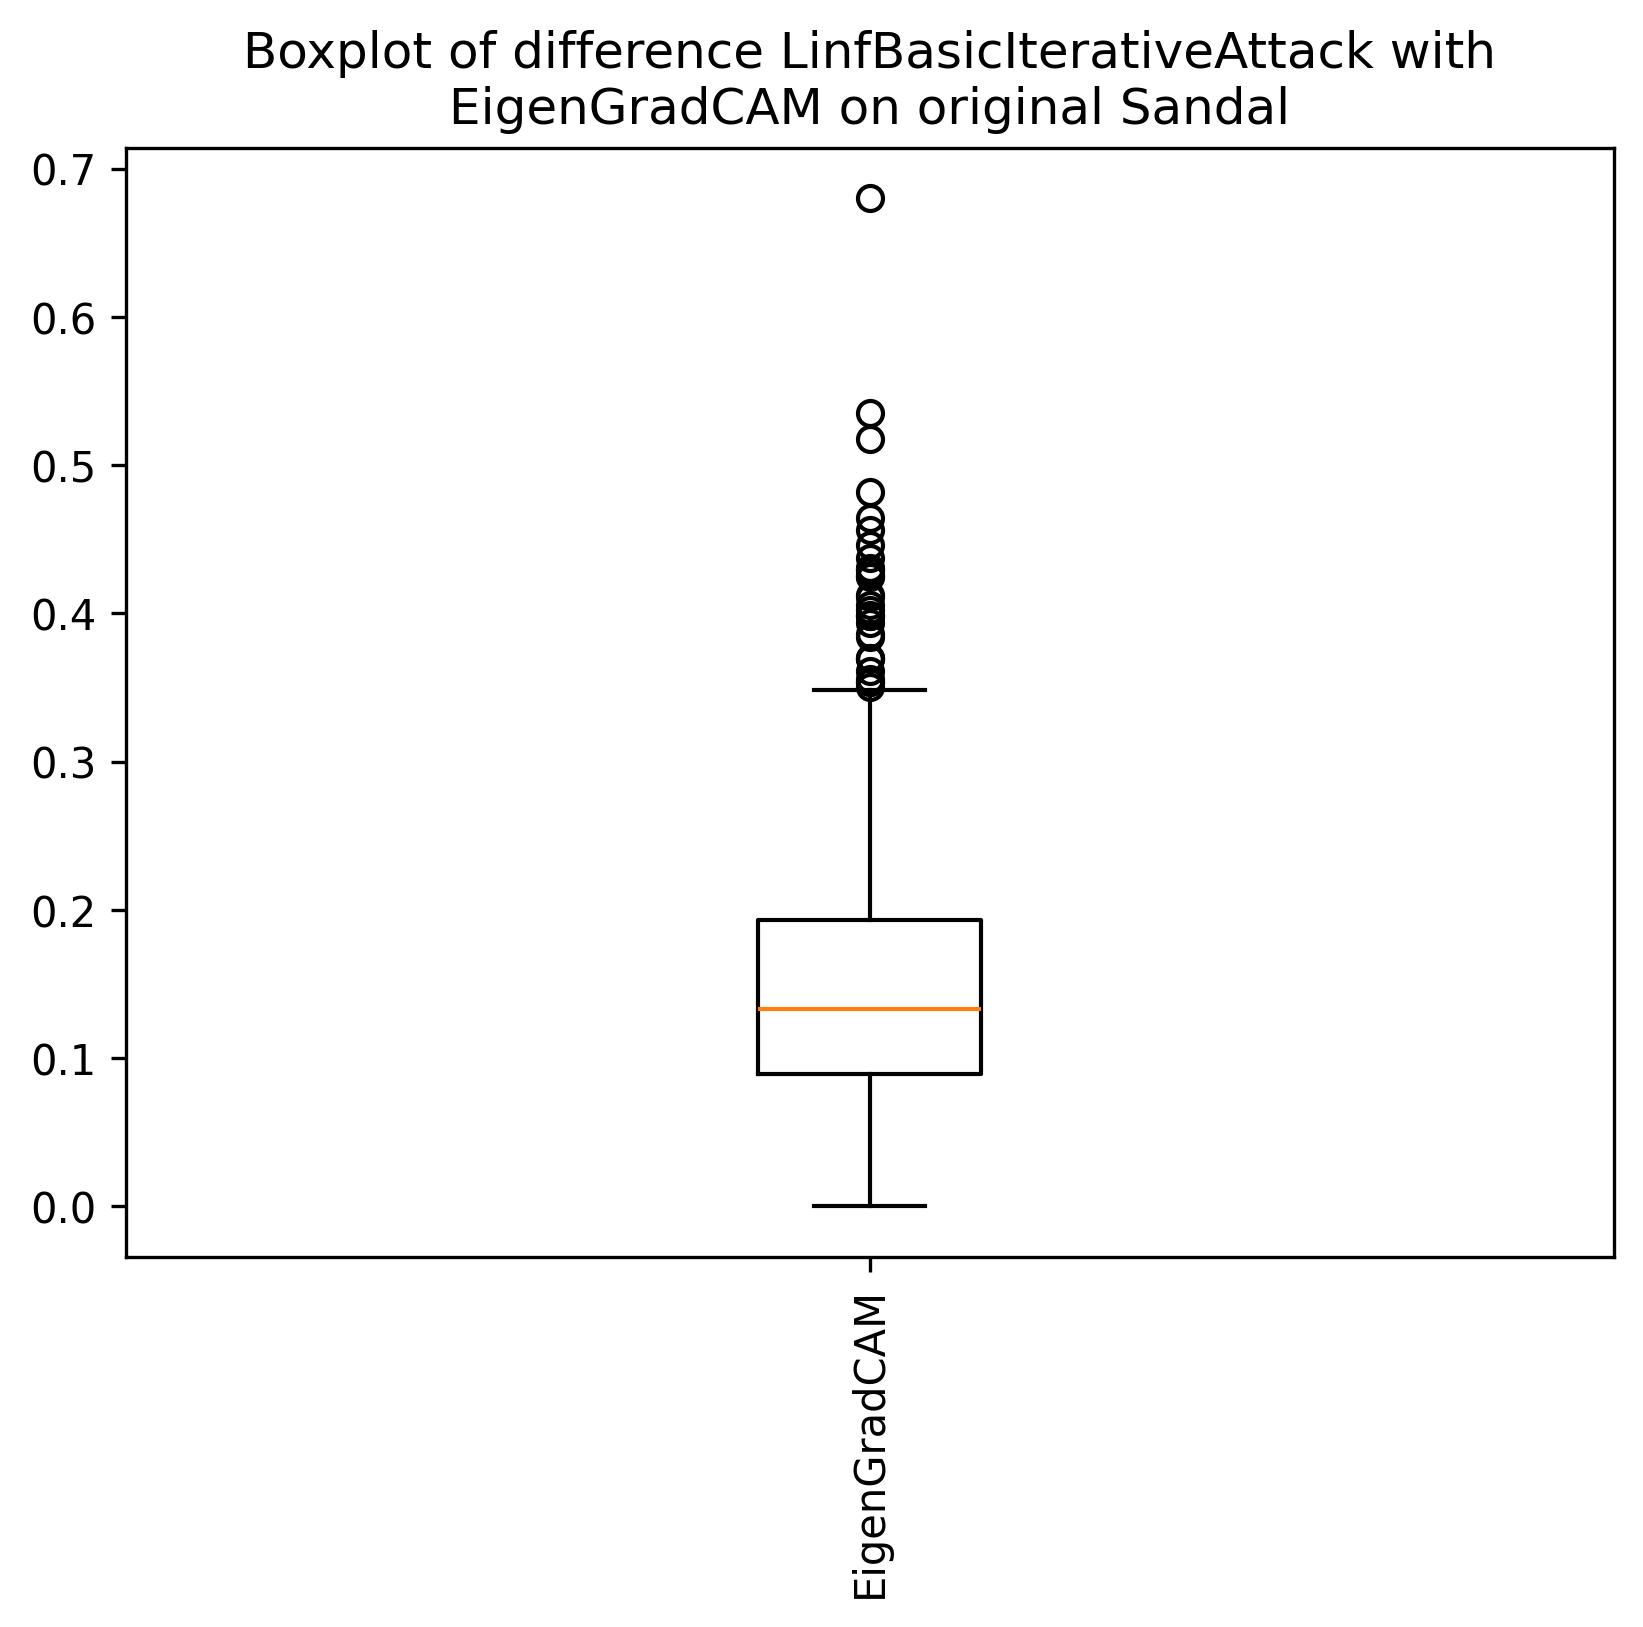 Boxplot of difference LinfBasicIterativeAttack with
EigenGradCAM on original Sandal
0.7
0.6
0.5
0.4
0.3
0.2
0.1
0.0
EigenGradCAM